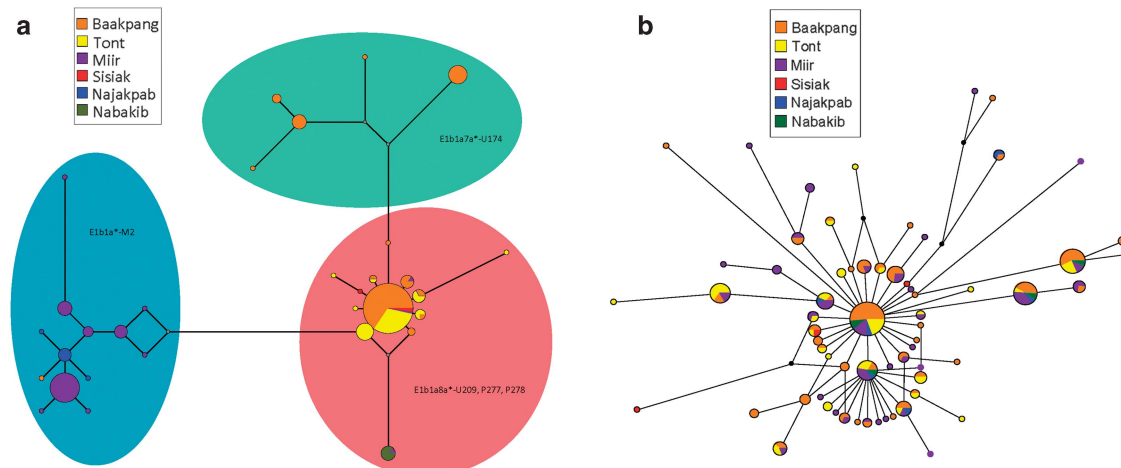 a
Baakpang
Tont
Miir
Sisiak
Najakpab
Nabakib
E1b1a7a*-U174
E1b1a*-M2
E1b1a8a*-U209, P277, P278
b
Baakpang
Tont
Miir
Sisiak
Najakpab
Nabakib